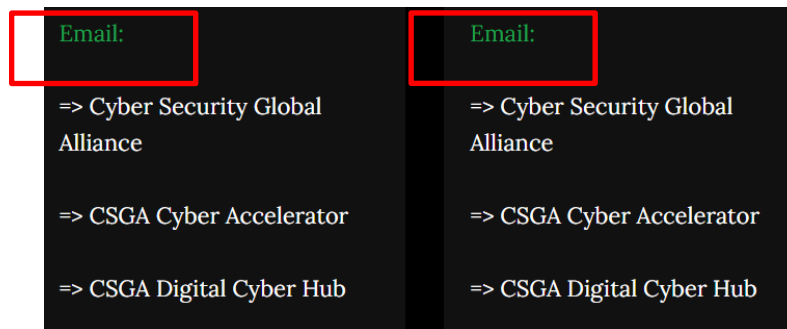 Email:
=> Cyber Security Global
Alliance
=> CSGA Cyber Accelerator
=> CSGA Digital Cyber Hub
Email:
=> Cyber Security Global
Alliance
=> CSGA Cyber Accelerator
=> CSGA Digital Cyber Hub